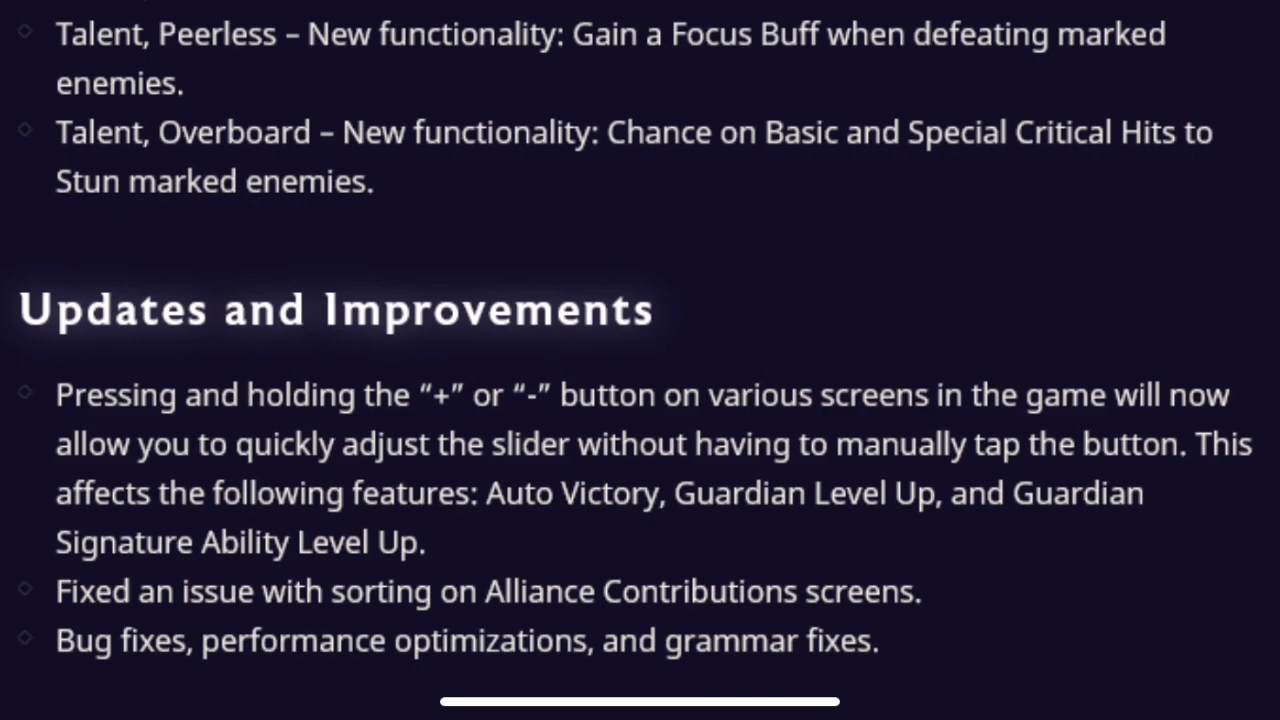 Talent, Peerless – New functionality: Gain a Focus Buff when defeating marked
enemies.
Talent, Overboard – New functionality: Chance on Basic and Special Critical Hits to
Stun marked enemies.
Updates and Improvements
Pressing and holding the “+” or “-” button on various screens in the game will now
allow you to quickly adjust the slider without having to manually tap the button. This
affects the following features: Auto Victory, Guardian Level Up, and Guardian
Signature Ability Level Up.
Fixed an issue with sorting on Alliance Contributions screens.
Bug fixes, performance optimizations, and grammar fixes.